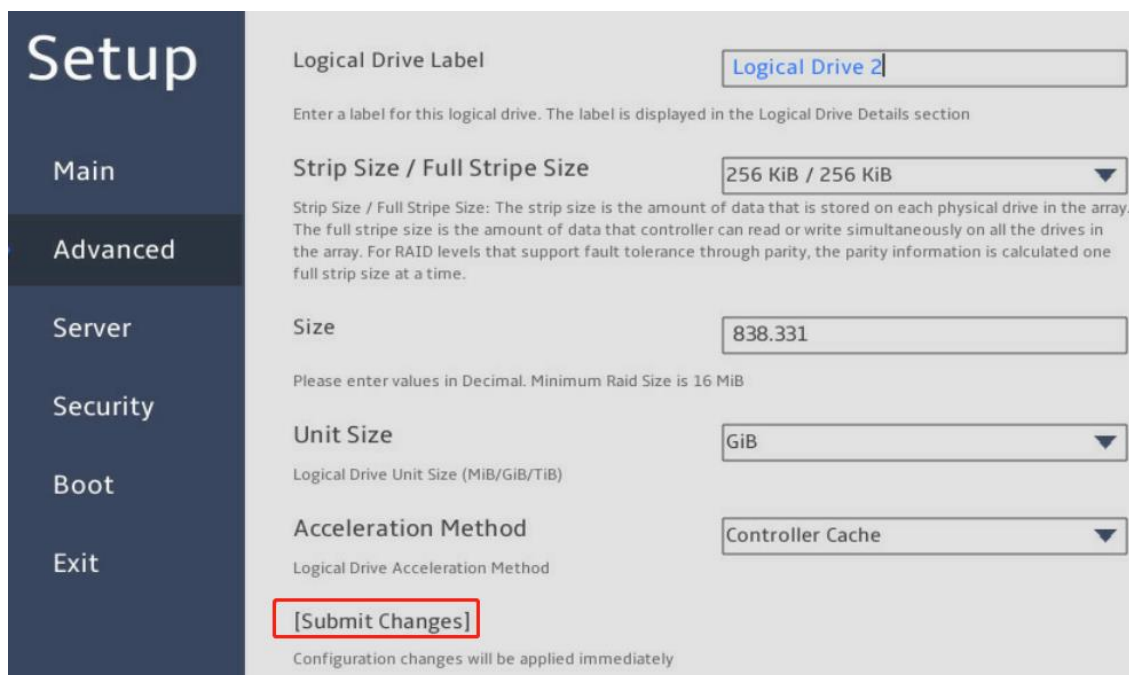 Setup
Main
Advanced
Server
Security
Boot
Exit
Logical Drive Label
Logical Drive 2
Enter a label for this logical drive. The label is displayed in the Logical Drive Details section
Strip Size / Full Stripe Size
256 KiB / 256 KiB
Strip Size / Full Stripe Size: The strip size is the amount of data that is stored on each physical drive in the array.
The full stripe size is the amount of data that controller can read or write simultaneously on all the drives in
the array. For RAID levels that support fault tolerance through parity, the parity information is calculated one
full strip size at a time.
Size
838.331
Please enter values in Decimal. Minimum Raid Size is 16 MiB
Unit Size
GiB
Logical Drive Unit Size (MiB/GiB/TiB)
Acceleration Method
Controller Cache
Logical Drive Acceleration Method
[Submit Changes]
Configuration changes will be applied immediately